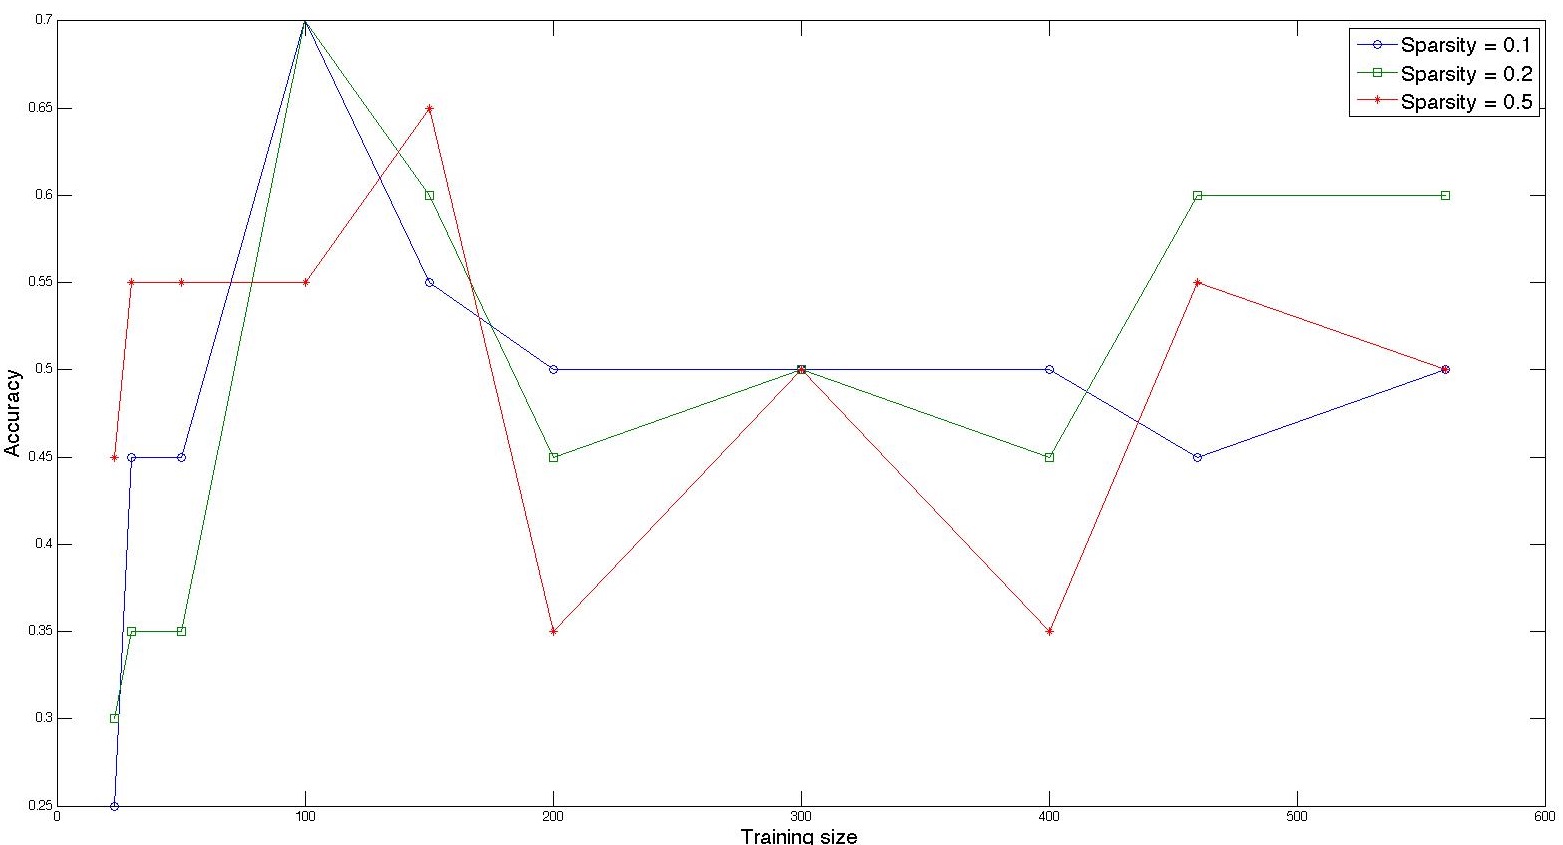 0.7
0.65
0.6
0.55
0.5
0.45
0.4
0.35
0.3
0.25
Accuracy
Sparsity = 0.1
Sparsity = 0.2
Sparsity = 0.5
0 100 200 300 400 500 600
Training size